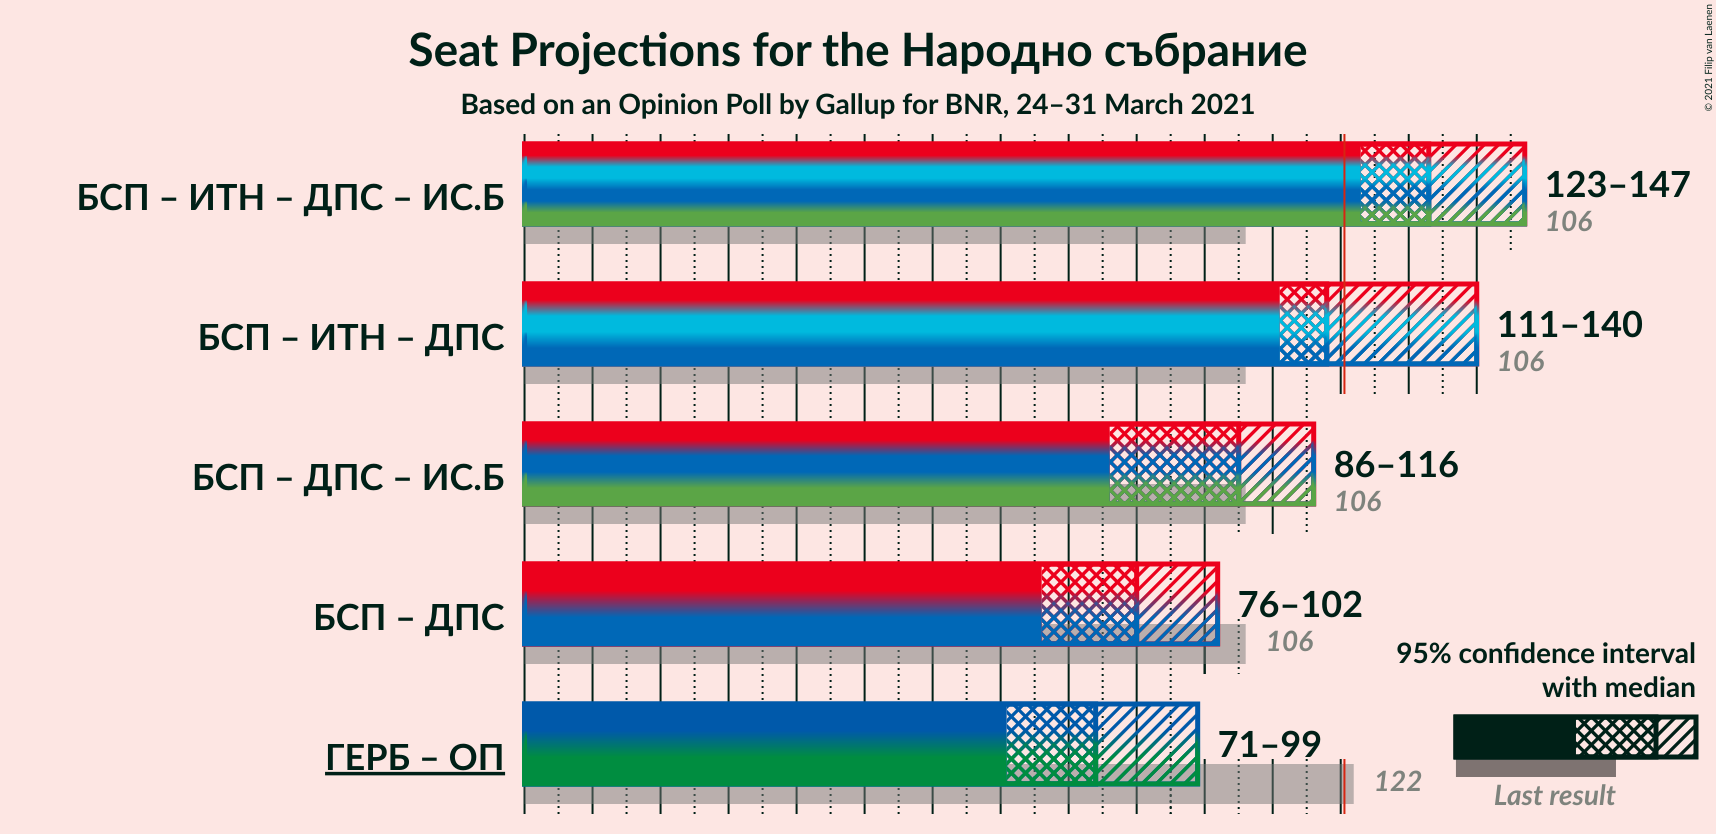 Seat Projections for the Народно събрание
Based on an Opinion Poll by Gallup for BNR, 24–31 March 2021
© 2021 Filip van Laenen
БСП – ИТН – ДПС – ИС.Б
123–147
106
БСП – ИТН – ДПС
111–140
106
БСП – ДПС – ИС.Б
86–116
106
БСП – ДПС
76–102
106
ГЕРБ – ОП
71–99
122
95% confidence interval
with median
Last result